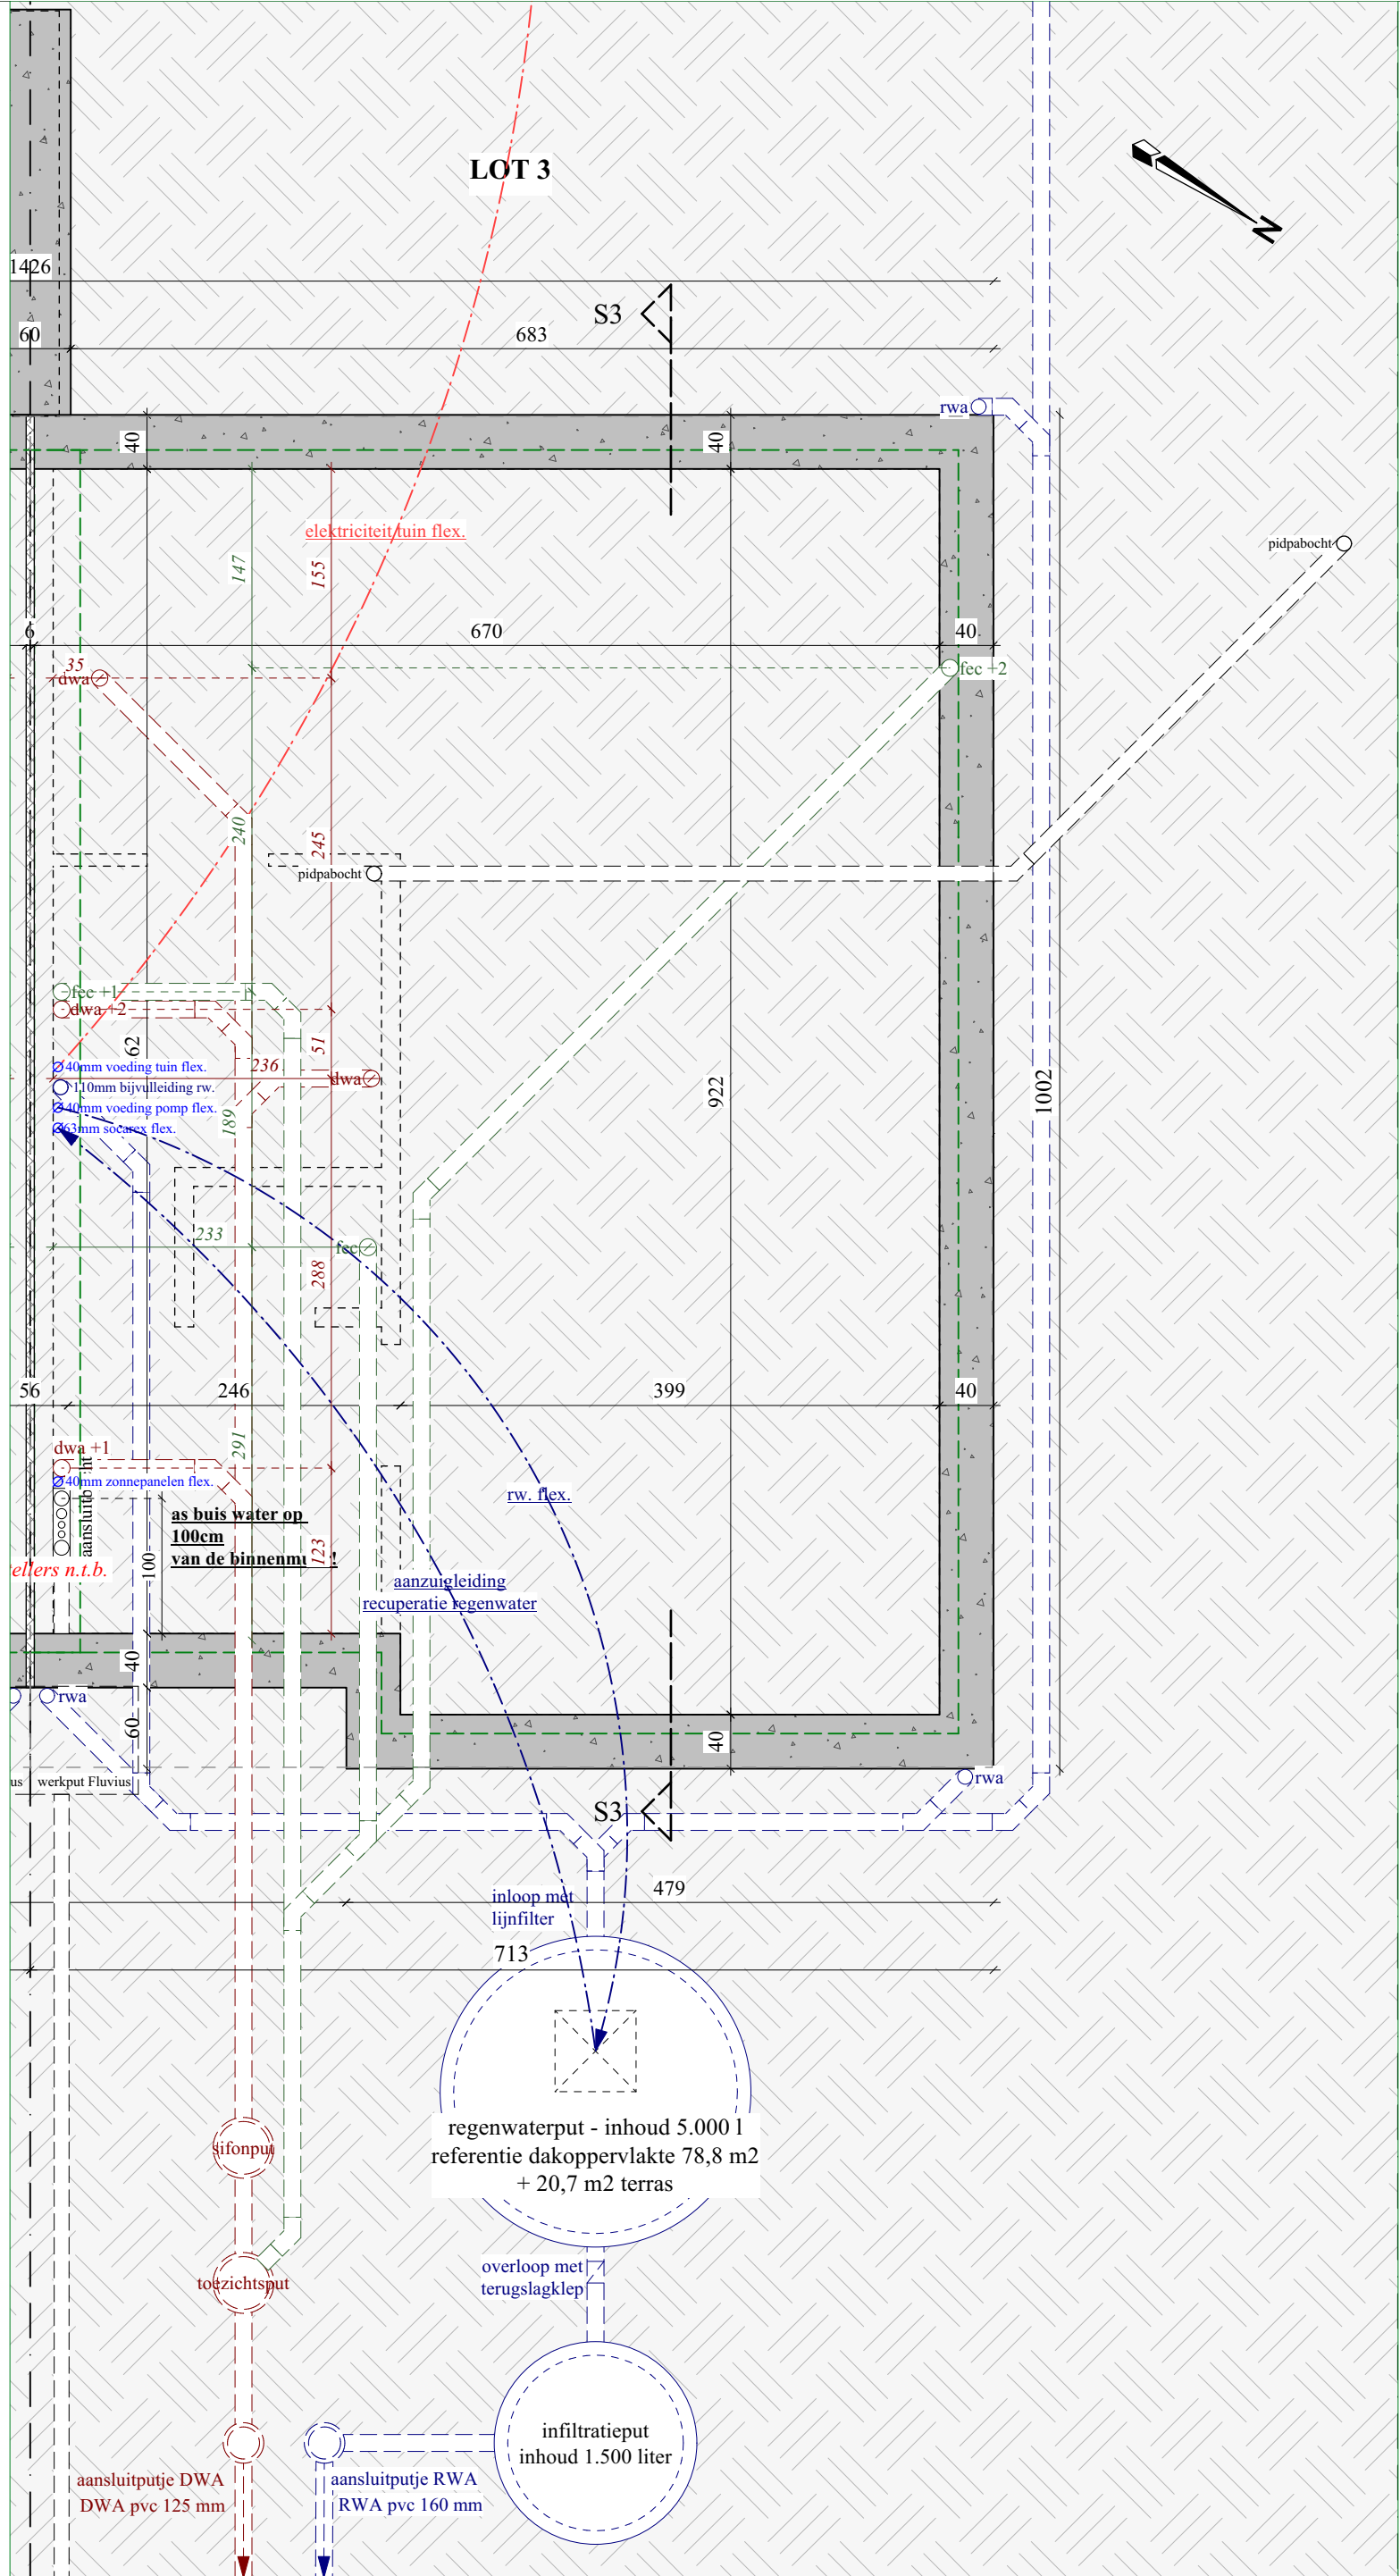 LOT 3
N
1426
S3
60
683
rwa
40
40
elektriciteit tuin flex.
pidpabocht
147
155
6
670
40
35
dwa
fec +2
240
245
pidpabocht
fec +1
dwa +2
62
51
236
dwa
40mm voeding tuin flex.
110mm bijvulleiding rw.
40mm voeding pomp flex.
63mm socarex flex.
189
922
1002
233
fec
288
56
246
399
40
291
dwa +1
40mm zonnepanelen flex.
rw. flex.
as buis water op
100cm
van de binnenmu !
123
100
ellers n.t.b.
aanzuigleiding
recuperatie regenwater
40
rwa
60
40
us
werkput Fluvius
rwa
S3
479
inloop met
lijnfilter
713
regenwaterput - inhoud 5.000 l
referentie dakoppervlakte 78,8 m2
+ 20,7 m2 terras
sifonput
toezichtsput
overloop met
terugslagklep
infiltratieput
inhoud 1.500 liter
aansluitputje DWA
DWA pvc 125 mm
aansluitputje RWA
RWA pvc 160 mm